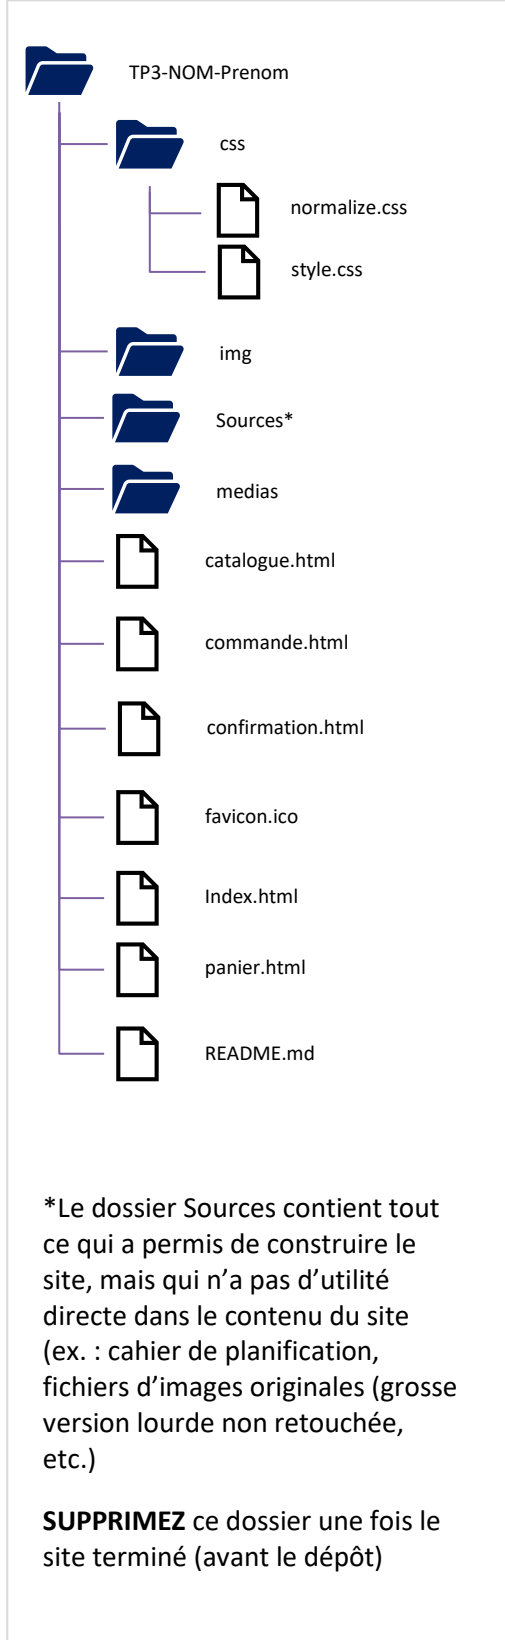 TP3-NOM-Prenom
css
normalize.css
style.css
img
Sources*
medias
catalogue.html
commande.html
confirmation.html
favicon.ico
Index.html
panier.html
README.md
*Le dossier Sources contient tout
ce qui a permis de construire le
site, mais qui n’a pas d’utilité
directe dans le contenu du site
(ex. : cahier de planification,
fichiers d’images originales (grosse
version lourde non retouchée,
etc.)
SUPPRIMEZ ce dossier une fois le
site terminé (avant le dépôt)